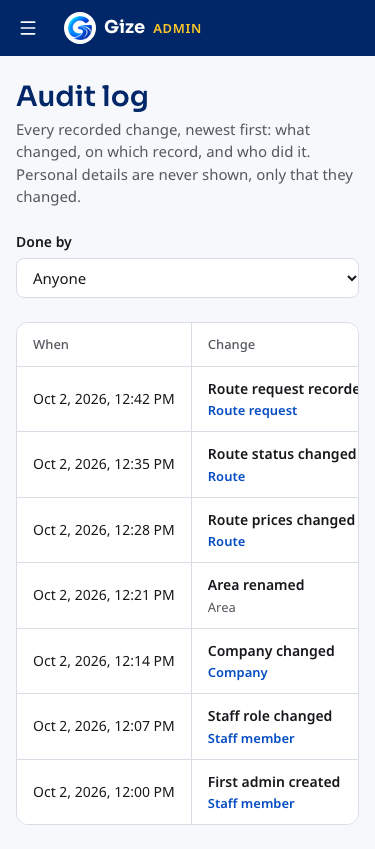 Gize ADMIN
Audit log
Every recorded change, newest first: what
changed, on which record, and who did it.
Personal details are never shown, only that they
changed.
Done by
Anyone
When Change
Oct 2, 2026, 12:42 PM Route request recorde
Route request
Oct 2, 2026, 12:35 PM Route status changed
Route
Oct 2, 2026, 12:28 PM Route prices changed
Route
Oct 2, 2026, 12:21 PM Area renamed
Area
Oct 2, 2026, 12:14 PM Company changed
Company
Oct 2, 2026, 12:07 PM Staff role changed
Staff member
Oct 2, 2026, 12:00 PM First admin created
Staff member